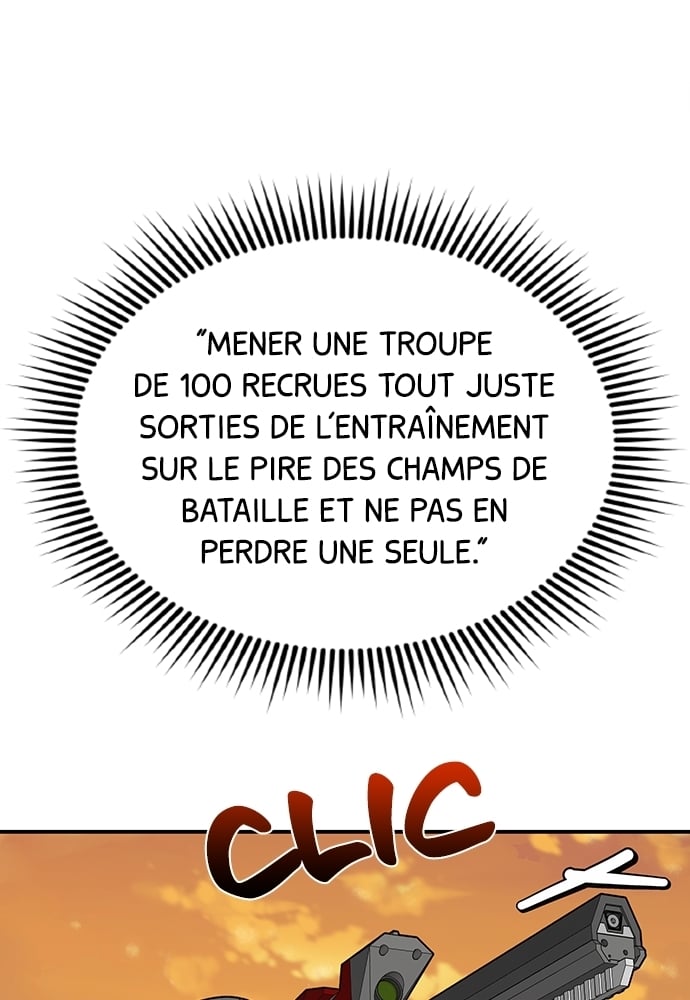 "MENER UNE TROUPE
DE 100 RECRUES TOUT JUSTE
SORTIES DE L'ENTRAÎNEMENT
SUR LE PIRE DES CHAMPS DE
BATAILLE ET NE PAS EN
PERDRE UNE SEULE."
CLIC